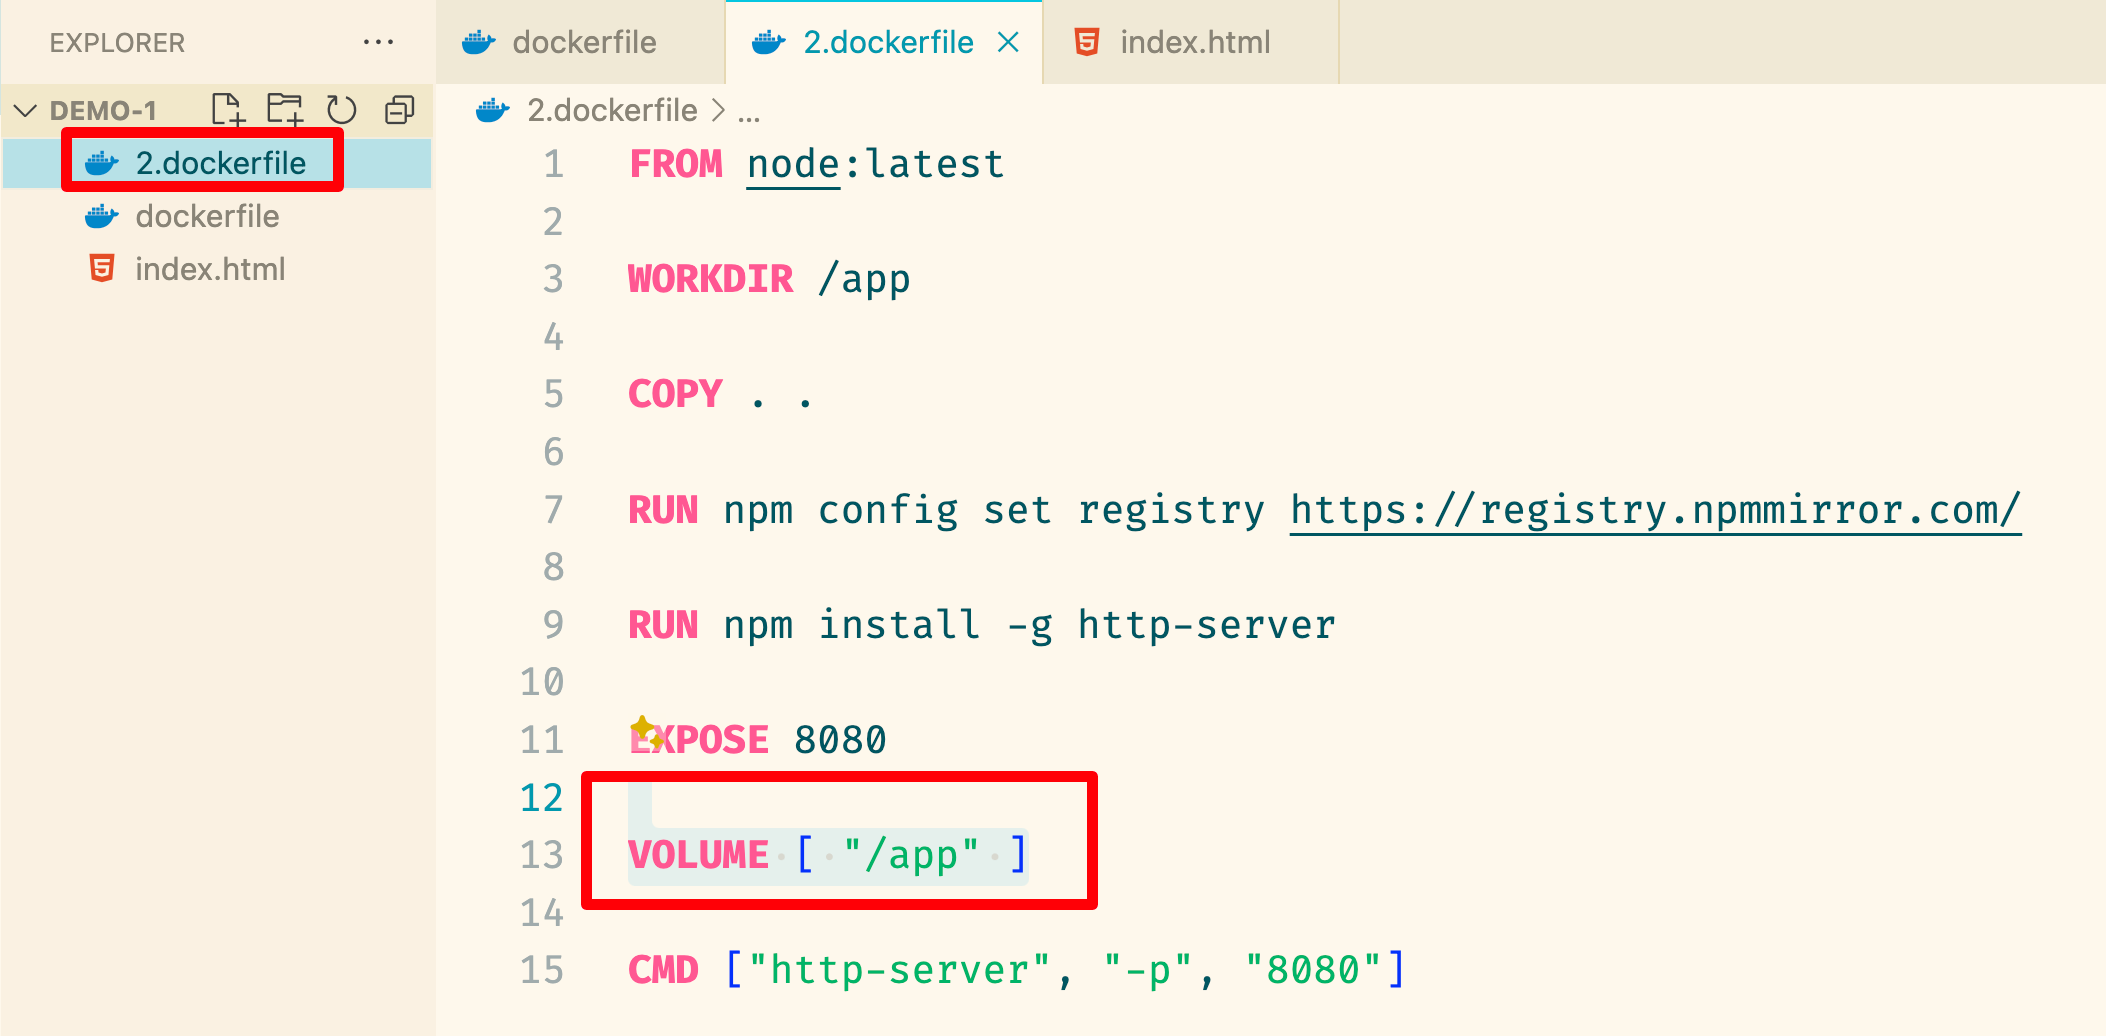 EXPLORER
dockerfile
2.dockerfile
index.html
DEMO-1
2.dockerfile
dockerfile
index.html
2.dockerfile > ...
1 FROM node:latest
2
3 WORKDIR /app
4
5 COPY . .
6
7 RUN npm config set registry https://registry.npmmirror.com/
8
9 RUN npm install -g http-server
10
11 EXPOSE 8080
12
13 VOLUME [ "/app" ]
14
15 CMD ["http-server", "-p", "8080"]